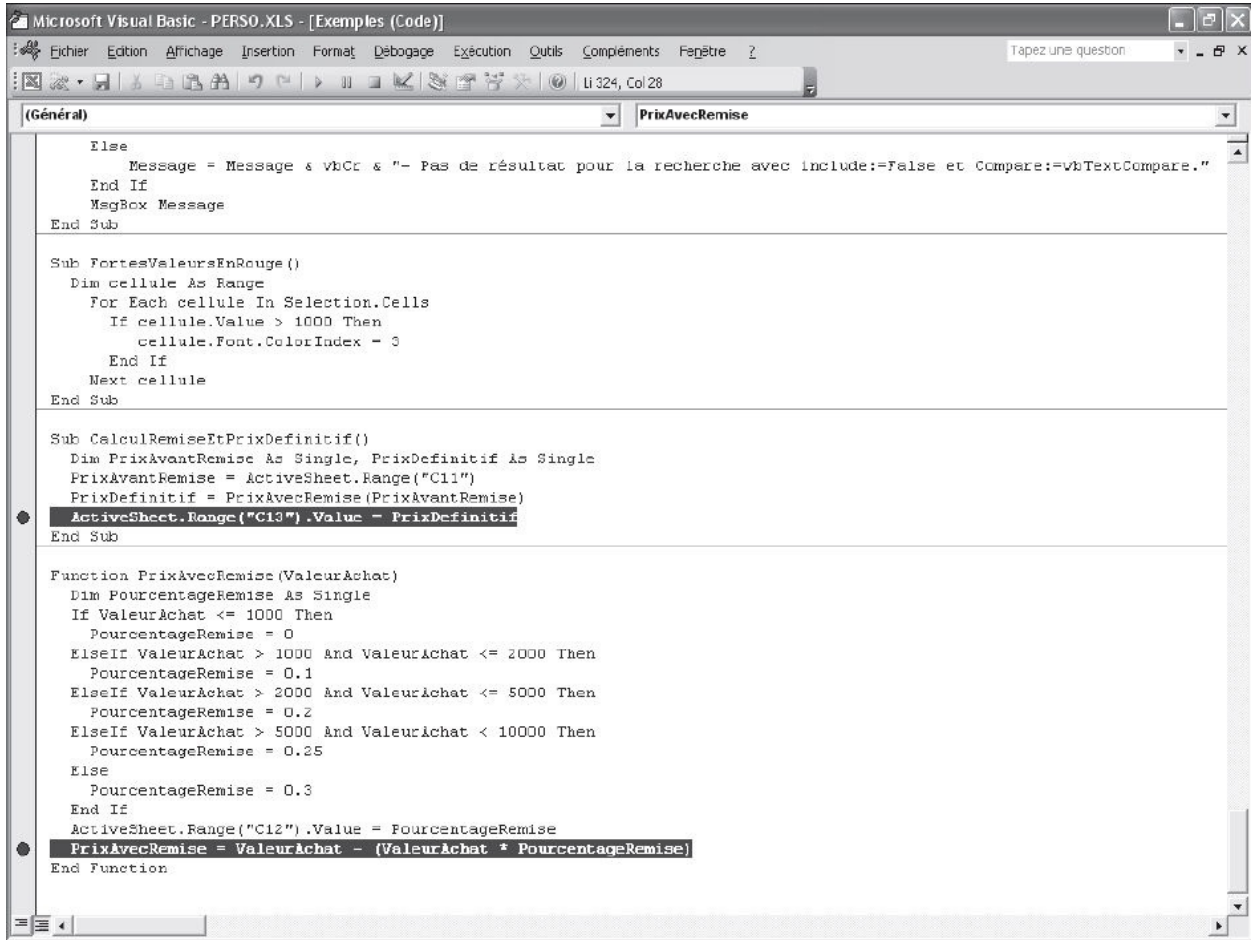 Microsoft Visual Basic - PERSO.XLS - [Exemples (Code)]
Fichier Edition Affichage Insertion Format Débogage Exécution Outils Compléments Fenêtre ?
Tapez une question
Li 324, Col 28
(Général)
PrixAvecRemise
Else
Message = Message & vbCr & "- Pas de résultat pour la recherche avec include:=False et Compare:=vbTextCompare."
End If
MsgBox Message
End Sub
Sub FortesValeursEnRouge()
Dim cellule As Range
For Each cellule In Selection.Cells
If cellule.Value > 1000 Then
cellule.Font.ColorIndex = 3
End If
Next cellule
End Sub
Sub CalculRemiseEtPrixDefinitif()
Dim PrixAvantRemise As Single, PrixDefinitif As Single
PrixAvantRemise = ActiveSheet.Range("C11")
PrixDefinitif = PrixAvecRemise(PrixAvantRemise)
ActiveSheet.Range("C13").Value = PrixDefinitif
End Sub
Function PrixAvecRemise(ValeurAchat)
Dim PourcentageRemise As Single
If ValeurAchat <= 1000 Then
PourcentageRemise = 0
ElseIf ValeurAchat > 1000 And ValeurAchat <= 2000 Then
PourcentageRemise = 0.1
ElseIf ValeurAchat > 2000 And ValeurAchat <= 5000 Then
PourcentageRemise = 0.2
ElseIf ValeurAchat > 5000 And ValeurAchat < 10000 Then
PourcentageRemise = 0.25
Else
PourcentageRemise = 0.3
End If
ActiveSheet.Range("C12").Value = PourcentageRemise
PrixAvecRemise = ValeurAchat - (ValeurAchat * PourcentageRemise)
End Function